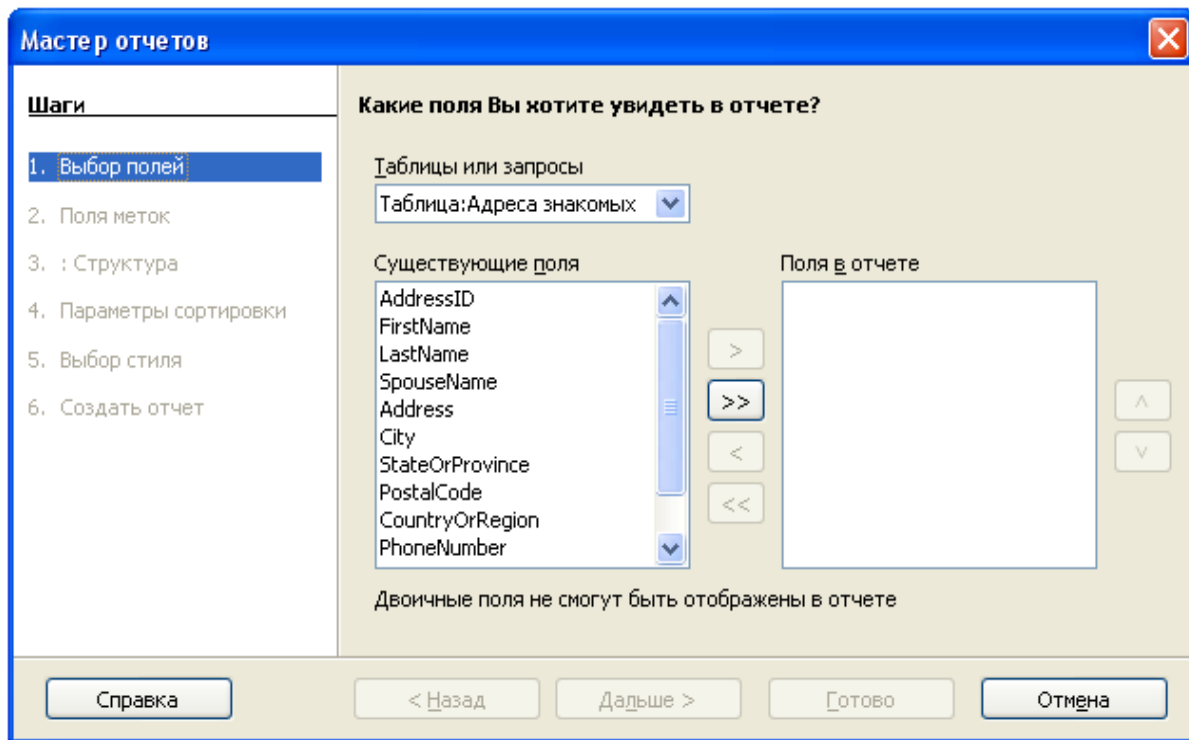 Мастер отчетов
Шаги
1. Выбор полей
2. Поля меток
3. : Структура
4. Параметры сортировки
5. Выбор стиля
6. Создать отчет
Какие поля Вы хотите увидеть в отчете?
Таблицы или запросы
Таблица:Адреса знакомых
Существующие поля
AddressID
FirstName
LastName
SpouseName
Address
City
StateOrProvince
PostalCode
CountryOrRegion
PhoneNumber
>
>>
<
<<
Поля в отчете
^
v
Двоичные поля не смогут быть отображены в отчете
Справка
< Назад
Дальше >
Готово
Отмена